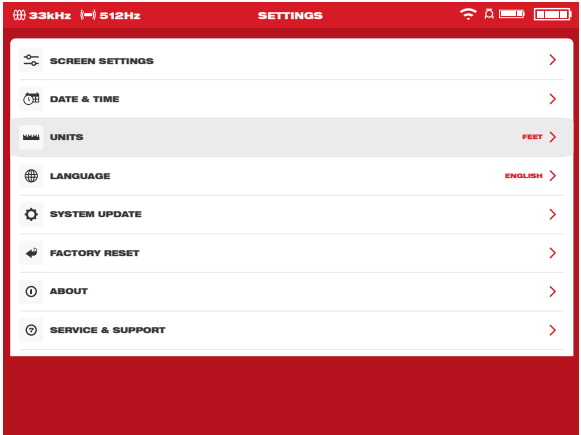 33kHz 512Hz SETTINGS
SCREEN SETTINGS
DATE & TIME
UNITS FEET
LANGUAGE ENGLISH
SYSTEM UPDATE
FACTORY RESET
ABOUT
SERVICE & SUPPORT